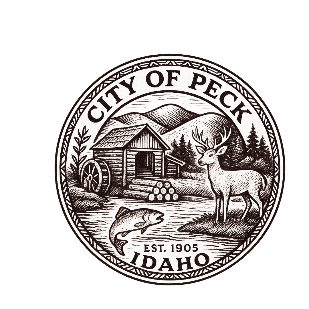 CITY OF PECK
EST. 1905
IDAHO